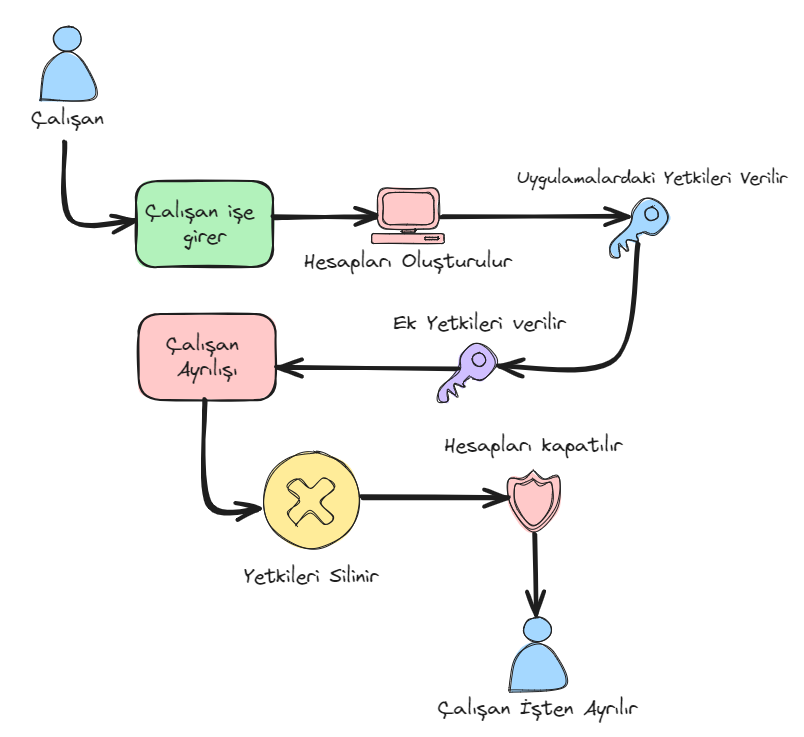 Çalışan
Uygulamalardaki Yetkileri Verilir
Çalışan işe
girer
Hesapları Oluşturulur
Ek Yetkileri verilir
Çalışan
Ayrılışı
Hesapları kapatılır
Yetkileri Silinir
Çalışan İşten Ayrılır